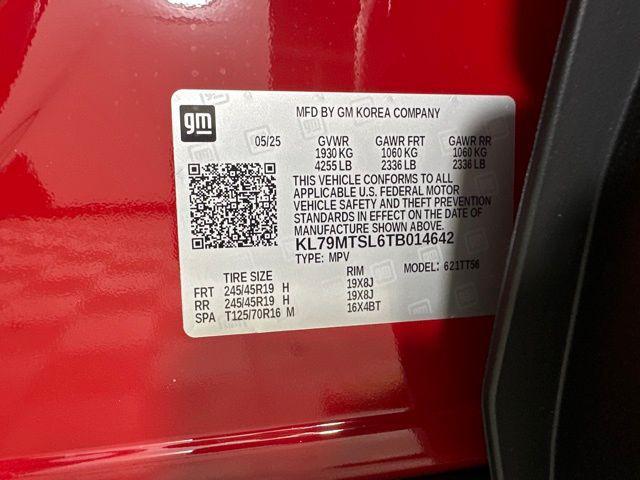 gm
MFD BY GM KOREA COMPANY
05/25 GVWR GAWR FRT GAWR RR
1930 KG 1060 KG 1060 KG
4255 LB 2336 LB 2336 LB
THIS VEHICLE CONFORMS TO ALL
APPLICABLE U.S. FEDERAL MOTOR
VEHICLE SAFETY AND THEFT PREVENTION
STANDARDS IN EFFECT ON THE DATE OF
MANUFACTURE SHOWN ABOVE.
KL79MTSL6TB014642
TYPE: MPV MODEL: 621TT56
TIRE SIZE RIM
FRT 245/45R19 H 19X8J
RR 245/45R19 H 19X8J
SPA T125/70R16 M 16X4BT